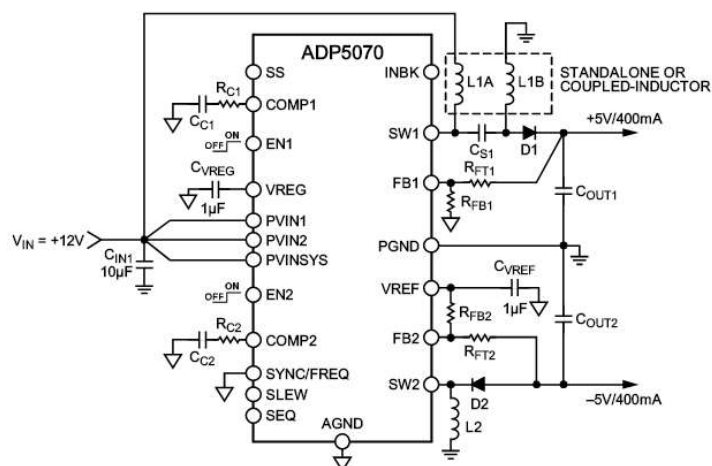 ADP5070
SS
INBK
L1A
L1B
STANDALONE OR
COUPLED-INDUCTOR
RC1
COMP1
CC1
SW1
CS1
D1
+5V/400mA
ON
OFF
EN1
CVREG
FB1
RFT1
VREG
1µF
RFB1
COUT1
PVIN1
VIN = +12V
PVIN2
PGND
CIN1
10µF
PVINSYS
CVREF
ON
OFF
EN2
VREF
1µF
RFB2
COUT2
RC2
COMP2
CC2
FB2
RFT2
SYNC/FREQ
SLEW
SW2
D2
–5V/400mA
SEQ
L2
AGND